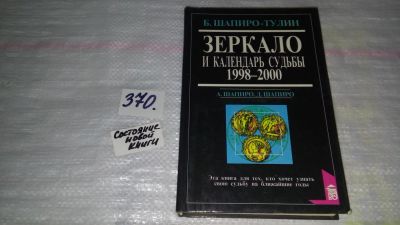 370.
Состояние
новой
Книги
Б. ШАПИРО-ТУЛИН
ЗЕРКАЛО
И КАЛЕНДАРЬ СУДЬБЫ
1998–2000
А. ШАПИРО, Д. ШАПИРО
Эта книга для тех, кто хочет узнать
свою судьбу на ближайшие годы